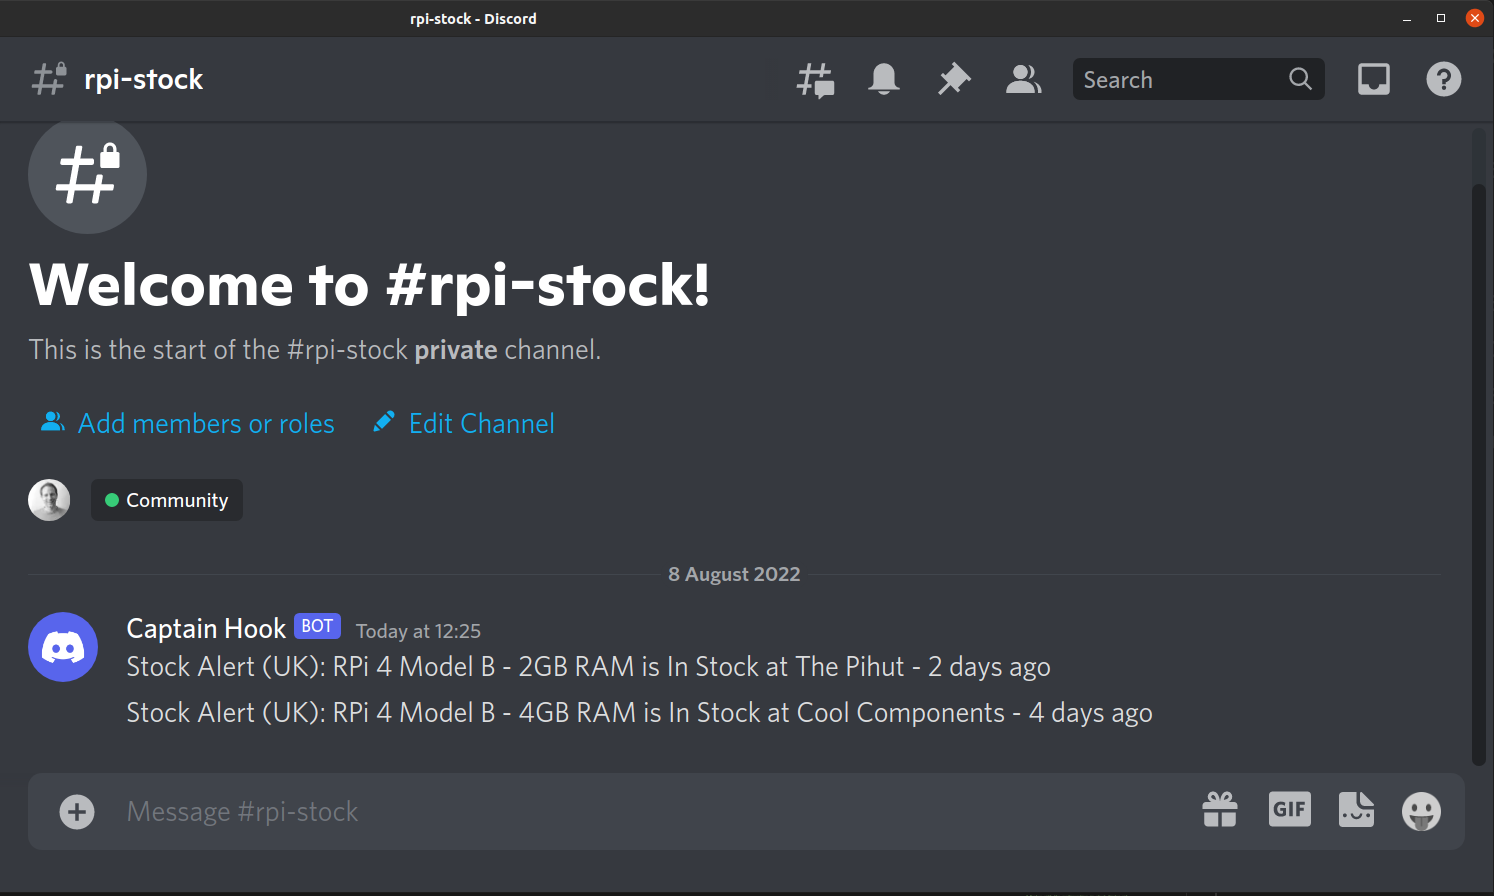 rpi-stock - Discord
rpi-stock
Search
Welcome to #rpi-stock!
This is the start of the #rpi-stock private channel.
Add members or roles Edit Channel
Community
8 August 2022
Captain Hook BOT Today at 12:25
Stock Alert (UK): RPi 4 Model B - 2GB RAM is In Stock at The Pihut - 2 days ago
Stock Alert (UK): RPi 4 Model B - 4GB RAM is In Stock at Cool Components - 4 days ago
Message #rpi-stock GIF